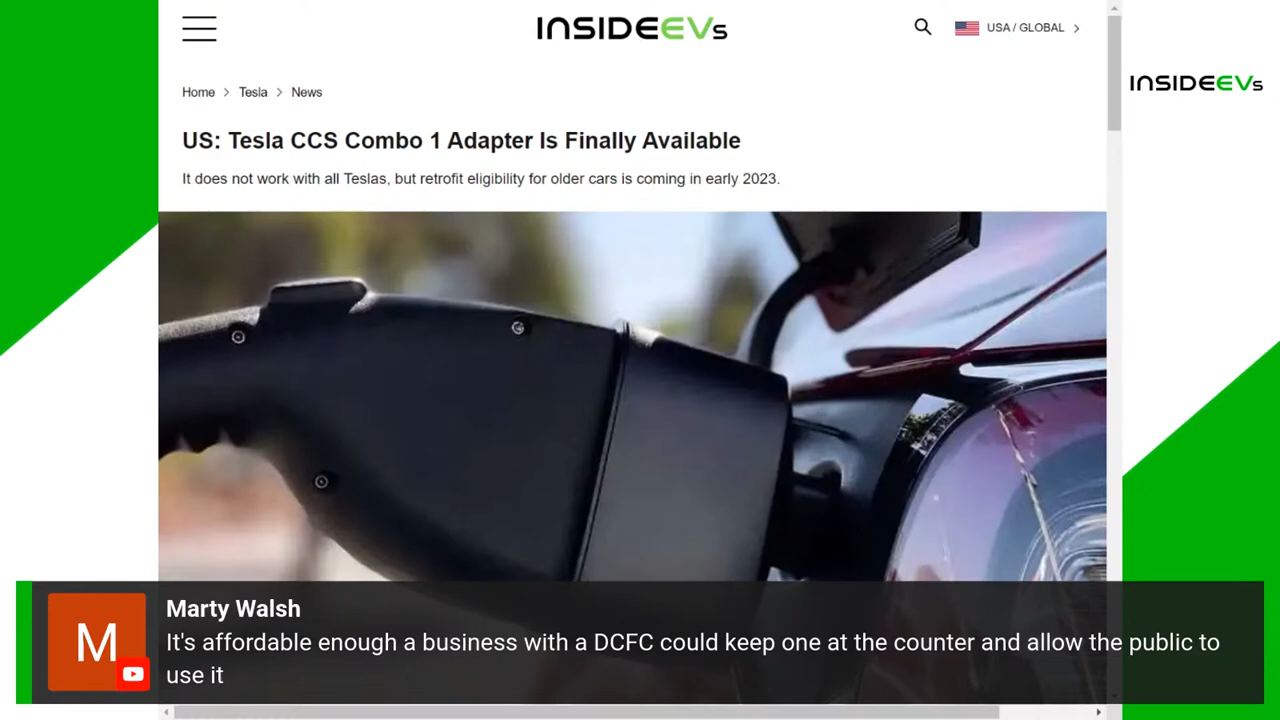 INSIDEEVs
USA / GLOBAL
INSIDEEVs
Home > Tesla > News
US: Tesla CCS Combo 1 Adapter Is Finally Available
It does not work with all Teslas, but retrofit eligibility for older cars is coming in early 2023.
M
Marty Walsh
It's affordable enough a business with a DCFC could keep one at the counter and allow the public to
use it